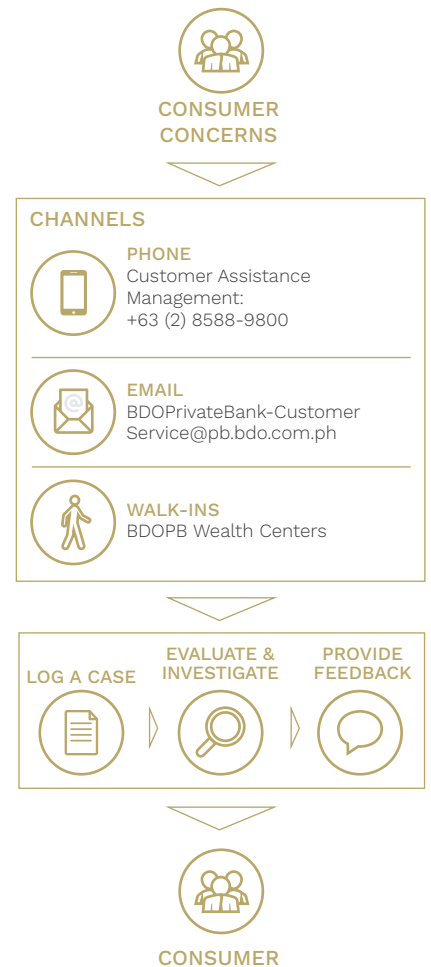 CONSUMER
CONCERNS
CHANNELS
PHONE
Customer Assistance
Management:
+63 (2) 8588-9800
@
EMAIL
BDOPrivateBank-Customer
Service@pb.bdo.com.ph
WALK-INS
BDOPB Wealth Centers
LOG A CASE
EVALUATE &
INVESTIGATE
PROVIDE
FEEDBACK
CONSUMER